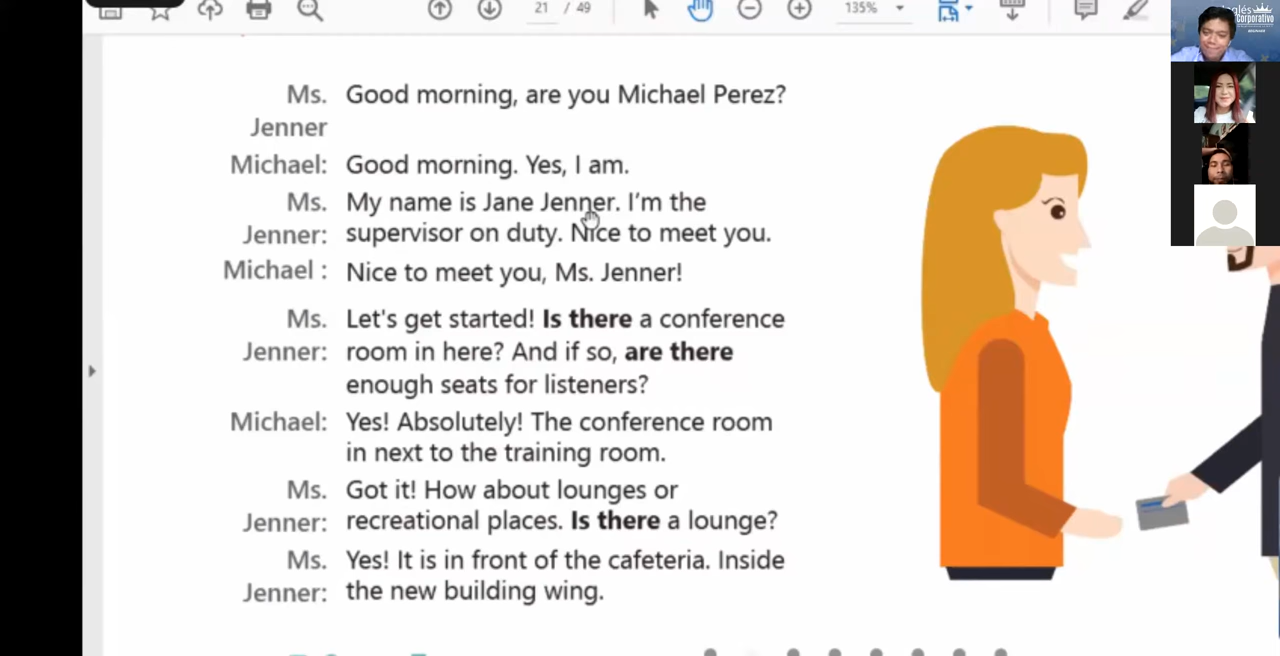 21 / 49
135%
Inglés
Corporativo
Ms. Good morning, are you Michael Perez?
Jenner
Michael: Good morning. Yes, I am.
Ms. My name is Jane Jenner. I'm the
Jenner: supervisor on duty. Nice to meet you.
Michael : Nice to meet you, Ms. Jenner!
Ms. Let's get started! Is there a conference
Jenner: room in here? And if so, are there
enough seats for listeners?
Michael: Yes! Absolutely! The conference room
in next to the training room.
Ms. Got it! How about lounges or
Jenner: recreational places. Is there a lounge?
Ms. Yes! It is in front of the cafeteria. Inside
Jenner: the new building wing.